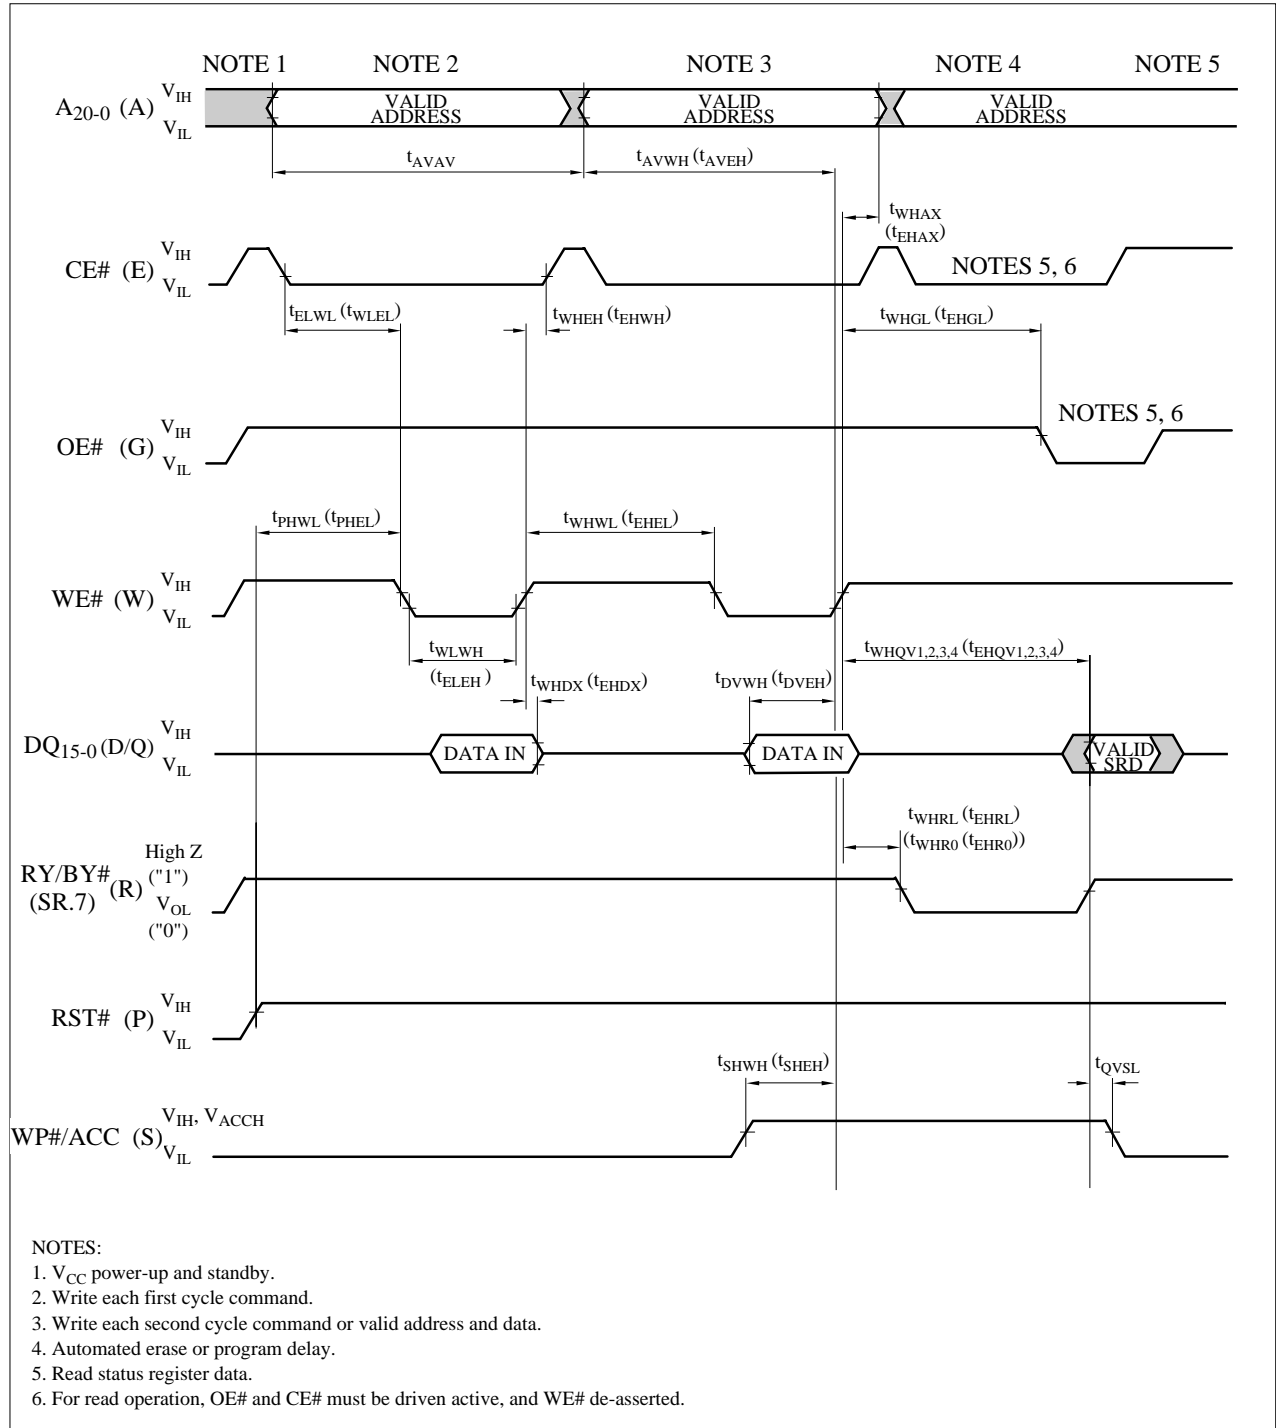 NOTE 1 NOTE 2 NOTE 3 NOTE 4 NOTE 5
A20-0 (A) VIH VIL
VALID ADDRESS VALID ADDRESS VALID ADDRESS
tAVAV tAVWH (tAVEH)
tWHAX
(tEHAX)
CE# (E) VIH VIL
NOTES 5, 6
tELWL (tWLEL) tWHEH (tEHWH) tWHGL (tEHGL)
OE# (G) VIH VIL
NOTES 5, 6
tPHWL (tPHEL) tWHWL (tEHEL)
WE# (W) VIH VIL
tWLWH
(tELEH)
tWHQV1,2,3,4 (tEHQV1,2,3,4)
tWHDX (tEHDX) tDVWH (tDVEH)
DQ15-0 (D/Q) VIH VIL
DATA IN DATA IN VALID SRD
tWHRL (tEHRL)
(tWHR0 (tEHR0))
RY/BY# (SR.7) (R)
High Z
("1")
VOL
("0")
RST# (P) VIH VIL
tSHWH (tSHEH) tQVSL
WP#/ACC (S) VIH, VACCH VIL
NOTES:
1. VCC power-up and standby.
2. Write each first cycle command.
3. Write each second cycle command or valid address and data.
4. Automated erase or program delay.
5. Read status register data.
6. For read operation, OE# and CE# must be driven active, and WE# de-asserted.